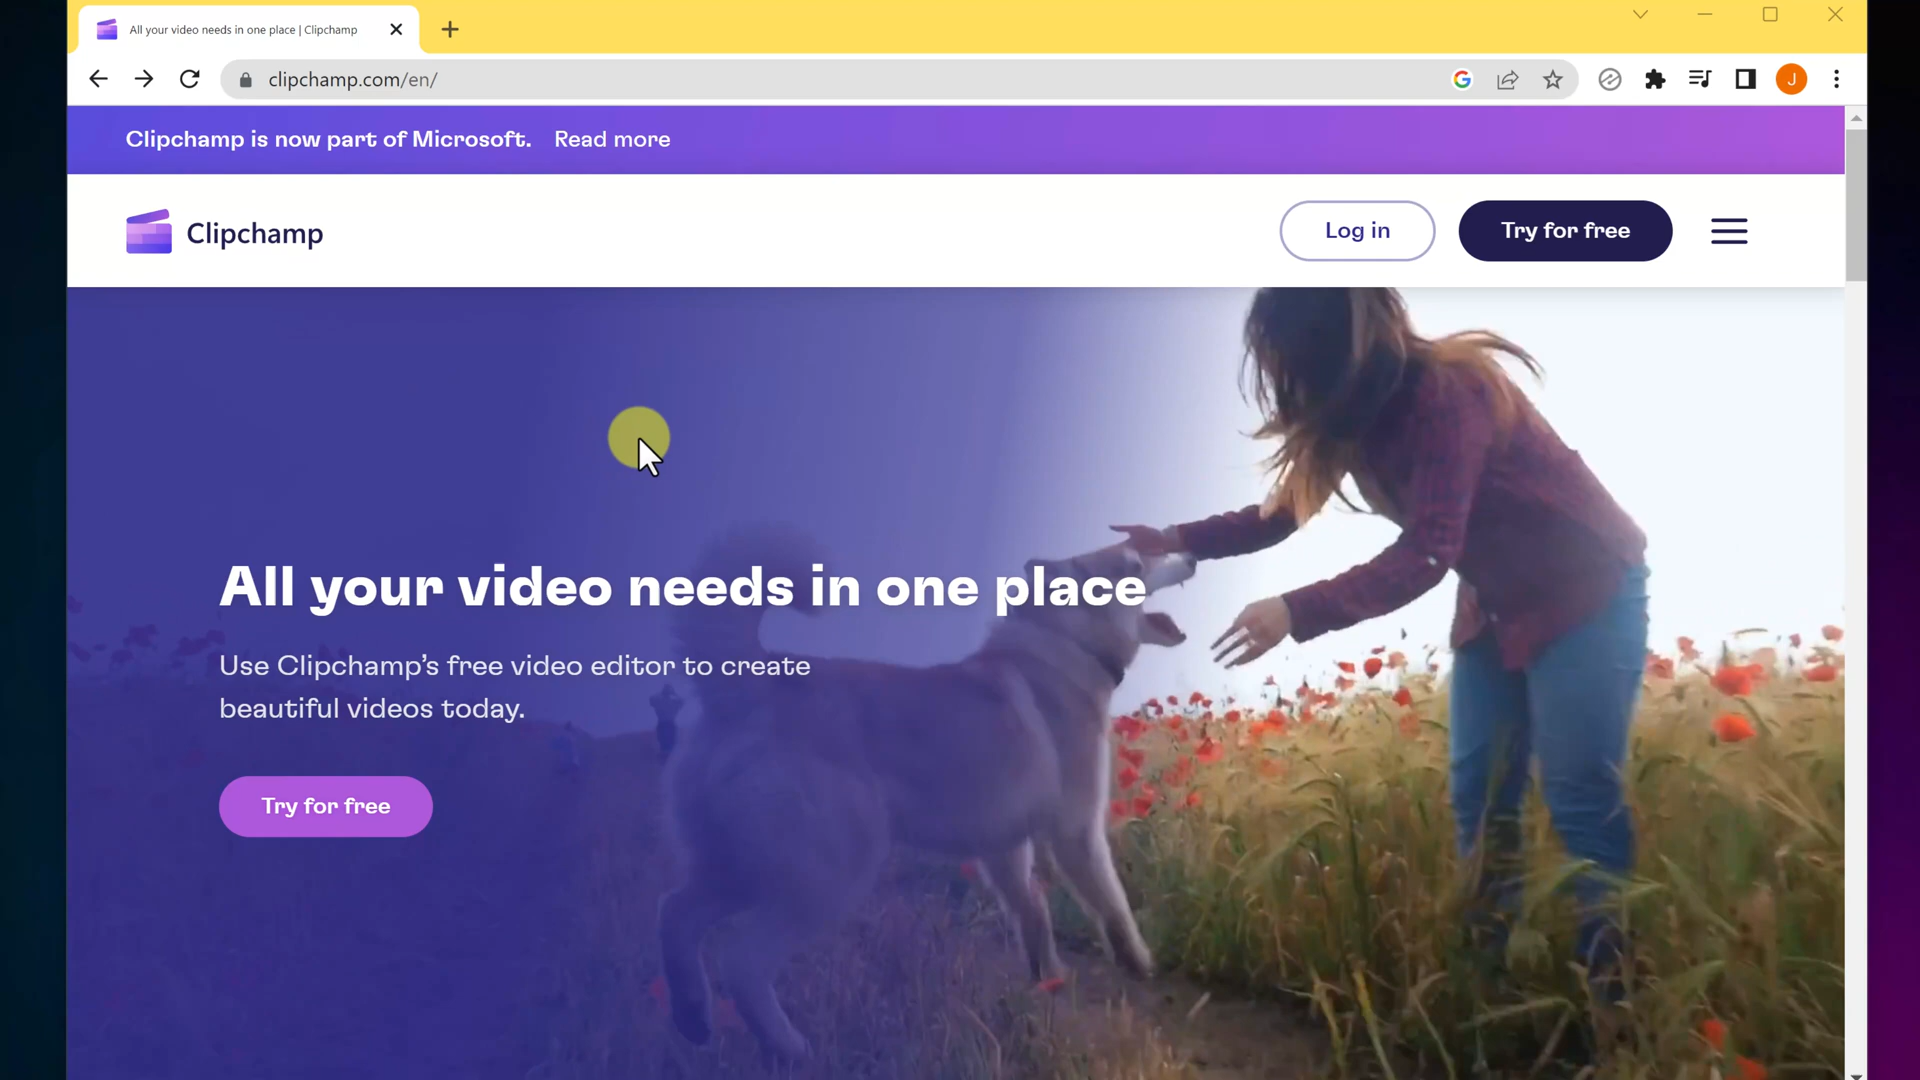 All your video needs in one place | Clipchamp
clipchamp.com/en/
J
Clipchamp is now part of Microsoft. Read more
Clipchamp
Log in
Try for free
All your video needs in one place
Use Clipchamp’s free video editor to create
beautiful videos today.
Try for free